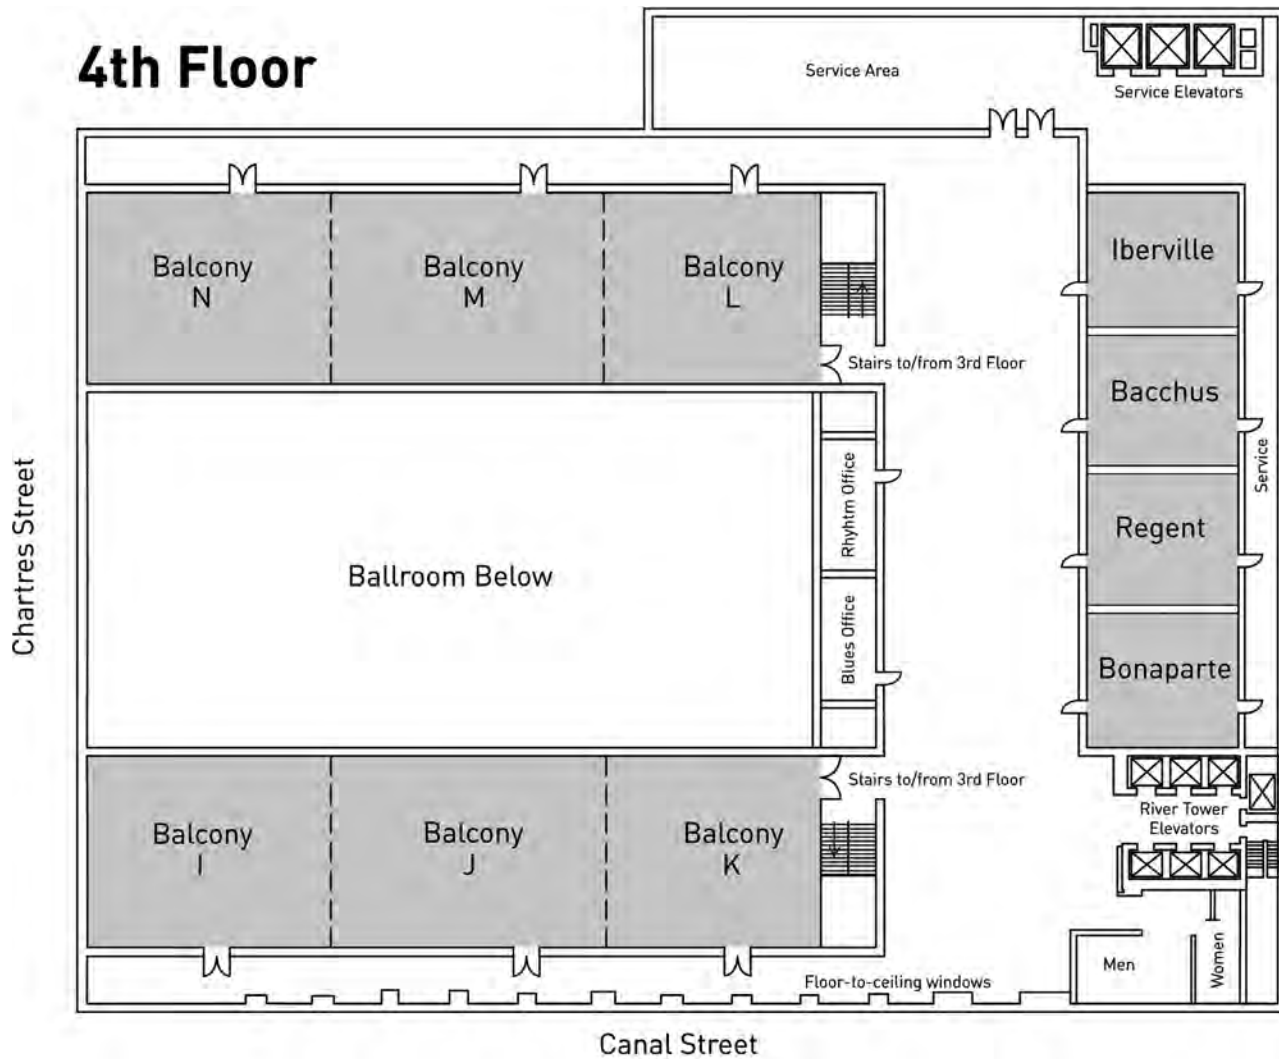 4th Floor
Service Area
Service Elevators
Balcony
N
Balcony
M
Balcony
L
Iberville
Stairs to/from 3rd Floor
Bacchus
Chartres Street
Rhyhtm Office
Service
Regent
Ballroom Below
Blues Office
Bonaparte
Stairs to/from 3rd Floor
Balcony
I
Balcony
J
Balcony
K
River Tower
Elevators
Men
Women
Floor-to-ceiling windows
Canal Street